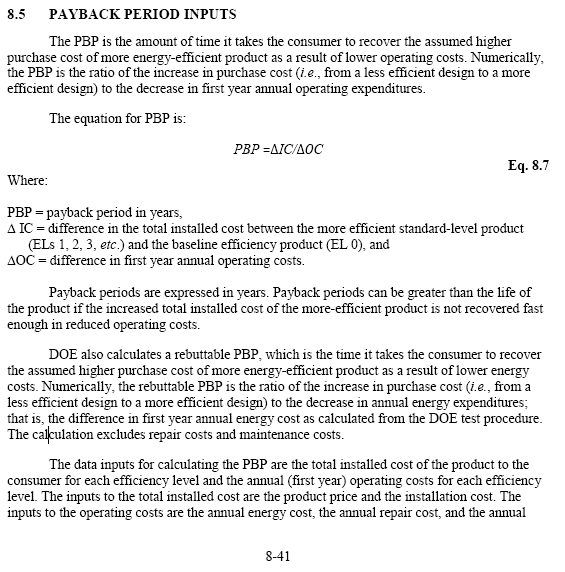 8.5 PAYBACK PERIOD INPUTS
The PBP is the amount of time it takes the consumer to recover the assumed higher
purchase cost of more energy-efficient product as a result of lower operating costs. Numerically,
the PBP is the ratio of the increase in purchase cost (i.e., from a less efficient design to a more
efficient design) to the decrease in first year annual operating expenditures.
The equation for PBP is:
PBP =ΔIC/ΔOC
Eq. 8.7
Where:
PBP = payback period in years,
Δ IC = difference in the total installed cost between the more efficient standard-level product
(ELs 1, 2, 3, etc.) and the baseline efficiency product (EL 0), and
ΔOC = difference in first year annual operating costs.
Payback periods are expressed in years. Payback periods can be greater than the life of
the product if the increased total installed cost of the more-efficient product is not recovered fast
enough in reduced operating costs.
DOE also calculates a rebuttable PBP, which is the time it takes the consumer to recover
the assumed higher purchase cost of more energy-efficient product as a result of lower energy
costs. Numerically, the rebuttable PBP is the ratio of the increase in purchase cost (i.e., from a
less efficient design to a more efficient design) to the decrease in annual energy expenditures;
that is, the difference in first year annual energy cost as calculated from the DOE test procedure.
The calculation excludes repair costs and maintenance costs.
The data inputs for calculating the PBP are the total installed cost of the product to the
consumer for each efficiency level and the annual (first year) operating costs for each efficiency
level. The inputs to the total installed cost are the product price and the installation cost. The
inputs to the operating costs are the annual energy cost, the annual repair cost, and the annual
8-41